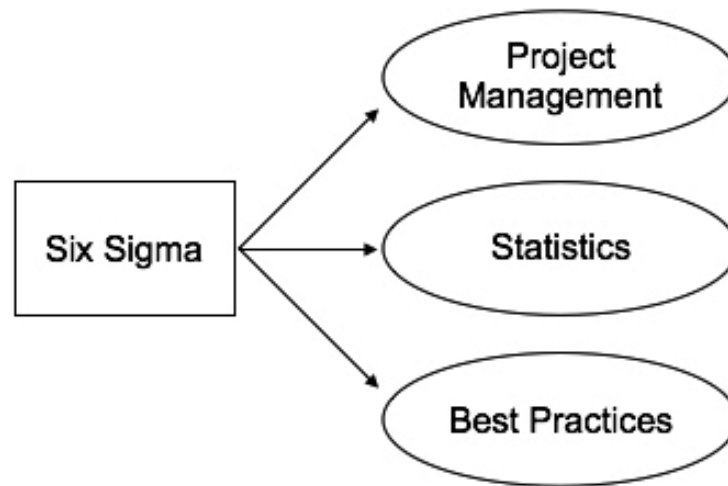 Project
Management
Six Sigma
Statistics
Best Practices